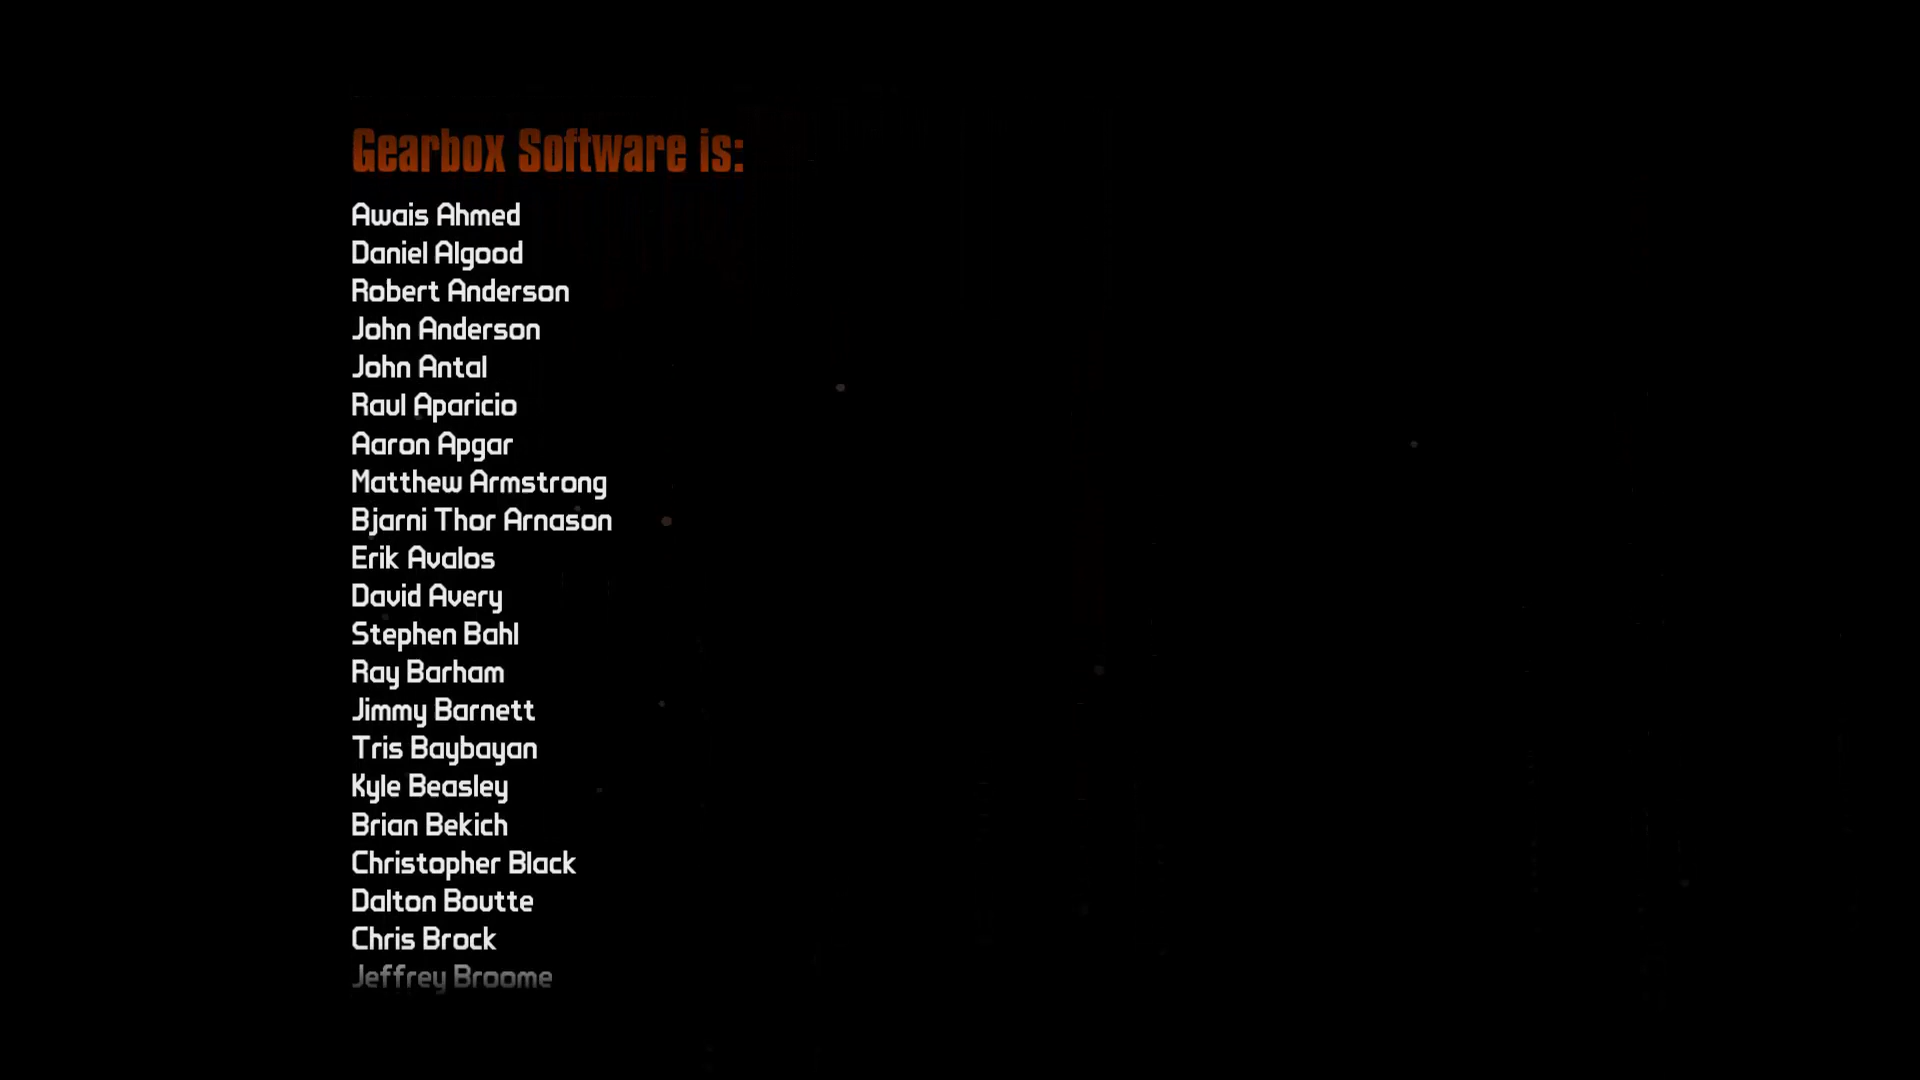 Gearbox Software is:
Awais Ahmed
Daniel Algood
Robert Anderson
John Anderson
John Antal
Raul Aparicio
Aaron Apgar
Matthew Armstrong
Bjarni Thor Arnason
Erik Avalos
David Avery
Stephen Bahl
Ray Barham
Jimmy Barnett
Tris Baybayan
Kyle Beasley
Brian Bekich
Christopher Black
Dalton Boutte
Chris Brock
Jeffrey Broome